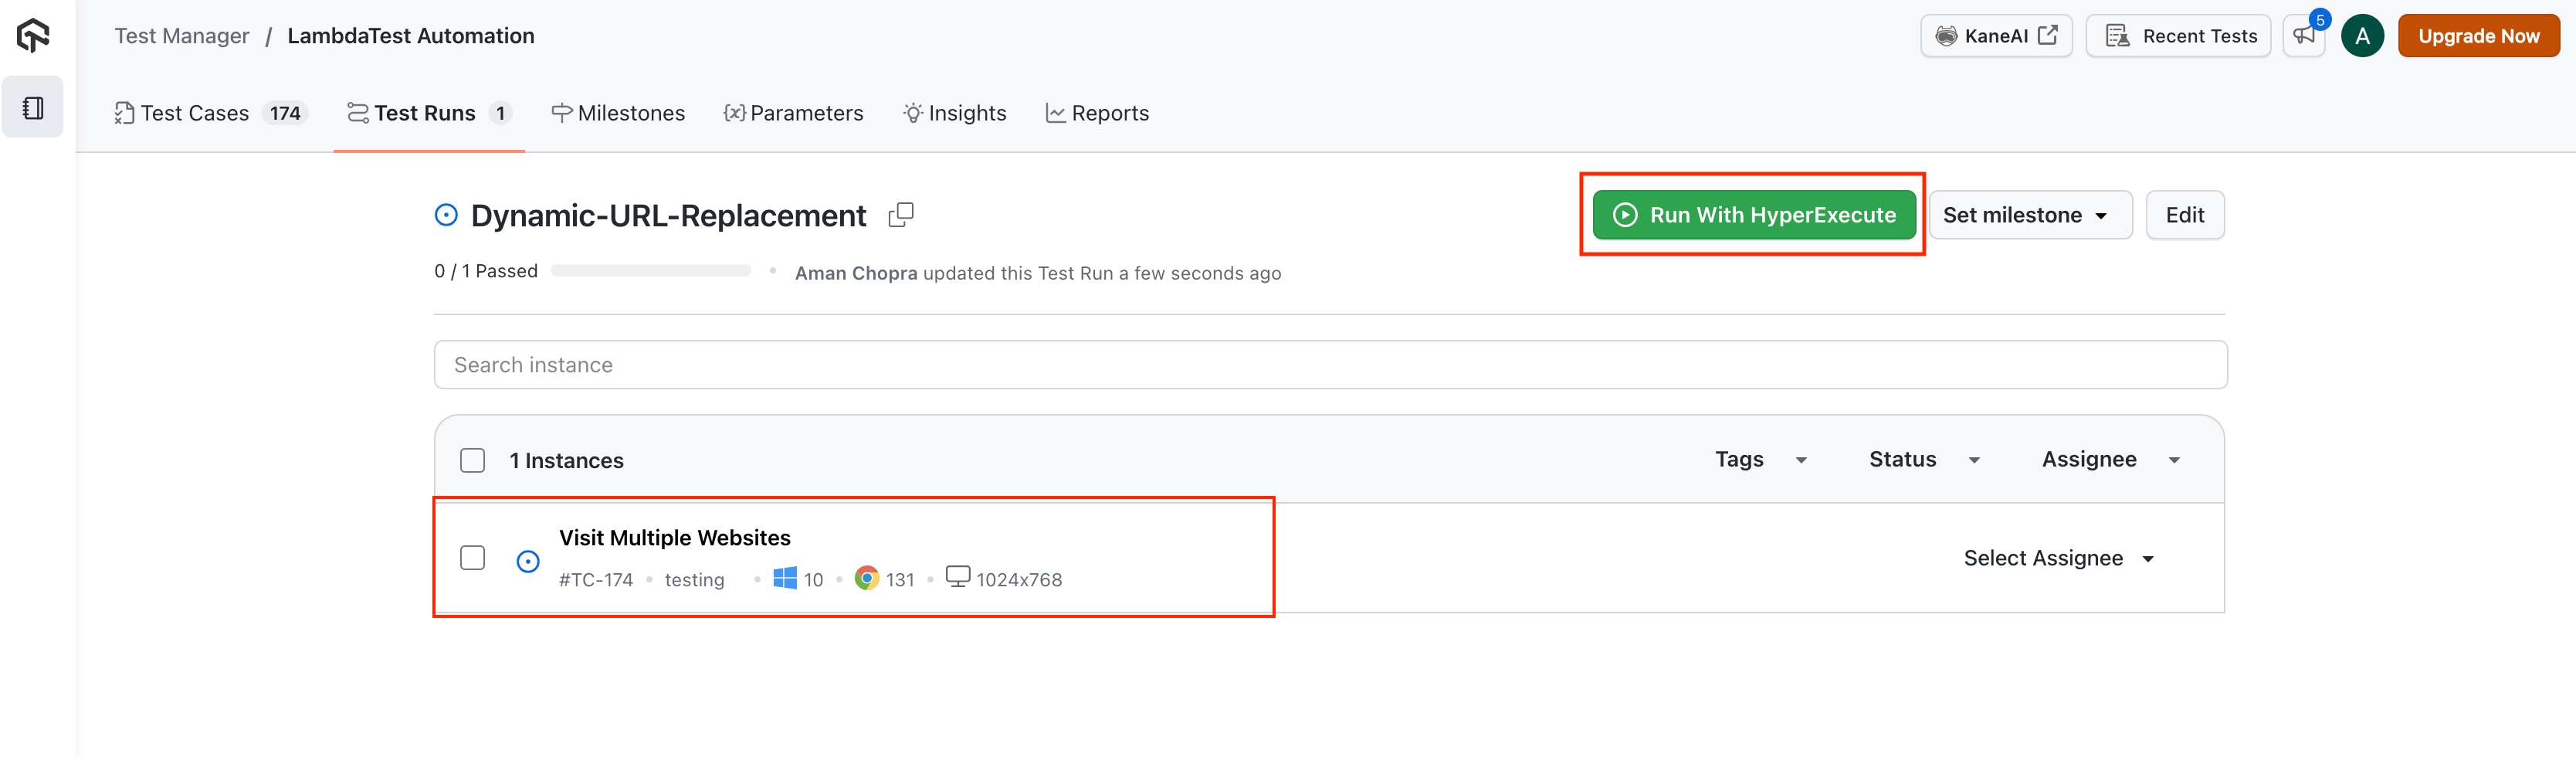 Test Manager / LambdaTest Automation
KaneAI
Recent Tests
5
A
Upgrade Now
Test Cases 174
Test Runs 1
Milestones
{x} Parameters
Insights
Reports
Dynamic-URL-Replacement
Run With HyperExecute
Set milestone
Edit
0 / 1 Passed
Aman Chopra updated this Test Run a few seconds ago
Search instance
1 Instances
Tags
Status
Assignee
Visit Multiple Websites
#TC-174 • testing • 10 • 131 • 1024x768
Select Assignee